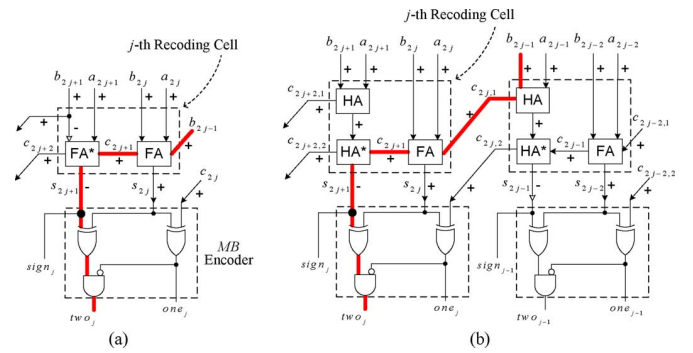 j-th Recoding Cell
b2j+1 a2j+1 b2j a2j
+ + + +
b2j-1
+ - +
c2j+2 FA* c2j+1 FA
+ + 
s2j+1 - s2j + c2j +
MB
Encoder
signj
twoj onej
(a)
j-th Recoding Cell
b2j+1 a2j+1 b2j a2j
+ + + +
c2j+2,1 HA
+ +
c2j+2,2 HA* c2j+1 FA
+ +
s2j+1 - s2j +
signj
twoj onej
b2j-1 a2j-1 b2j-2 a2j-2
+ + + +
c2j,1 HA
+ +
c2j,2 HA* c2j-1 FA c2j-2,1
+ + +
s2j-1 - s2j-2 + c2j-2,2 +
signj-1
twoj-1 onej-1
(b)